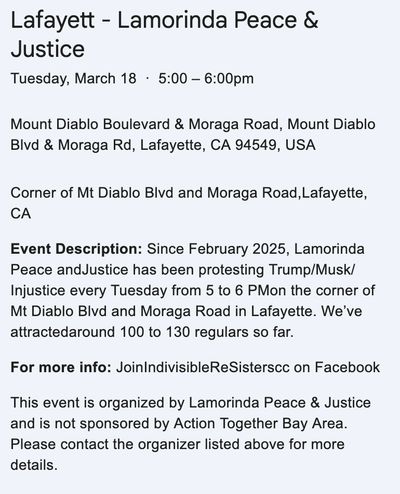 Lafayett - Lamorinda Peace &
Justice
Tuesday, March 18 · 5:00 – 6:00pm
Mount Diablo Boulevard & Moraga Road, Mount Diablo
Blvd & Moraga Rd, Lafayette, CA 94549, USA
Corner of Mt Diablo Blvd and Moraga Road,Lafayette,
CA
Event Description: Since February 2025, Lamorinda
Peace andJustice has been protesting Trump/Musk/
Injustice every Tuesday from 5 to 6 PMon the corner of
Mt Diablo Blvd and Moraga Road in Lafayette. We’ve
attractedaround 100 to 130 regulars so far.
For more info: JoinIndivisibleReSisterscc on Facebook
This event is organized by Lamorinda Peace & Justice
and is not sponsored by Action Together Bay Area.
Please contact the organizer listed above for more
details.